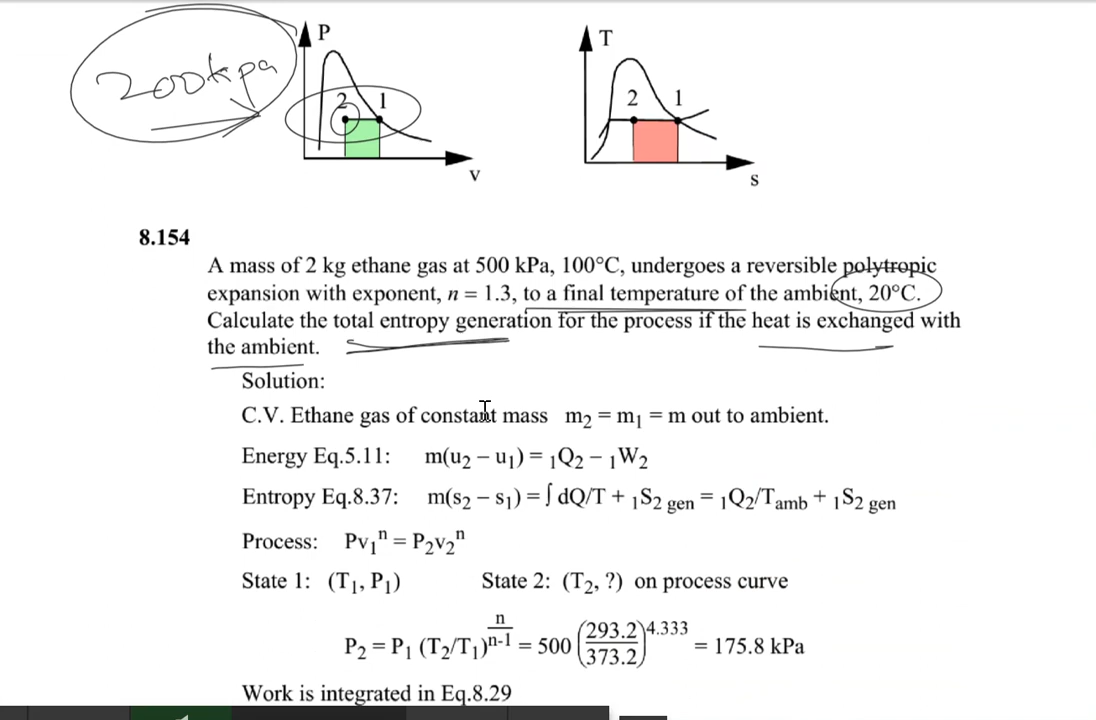 200kpa
P
T
2 1
2 1
v
s
8.154
A mass of 2 kg ethane gas at 500 kPa, 100°C, undergoes a reversible polytropic
expansion with exponent, n = 1.3, to a final temperature of the ambient, 20°C.
Calculate the total entropy generation for the process if the heat is exchanged with
the ambient.
Solution:
C.V. Ethane gas of constant mass m₂ = m₁ = m out to ambient.
Energy Eq.5.11: m(u₂ – u₁) = ₁Q₂ – ₁W₂
Entropy Eq.8.37: m(s₂ – s₁) = ∫ dQ/T + ₁S₂ gen = ₁Q₂/Tamb + ₁S₂ gen
Process: Pv₁ⁿ = P₂v₂ⁿ
State 1: (T₁, P₁) State 2: (T₂, ?) on process curve
P₂ = P₁ (T₂/T₁)^(n/(n-1)) = 500 (293.2/373.2)^4.333 = 175.8 kPa
Work is integrated in Eq.8.29